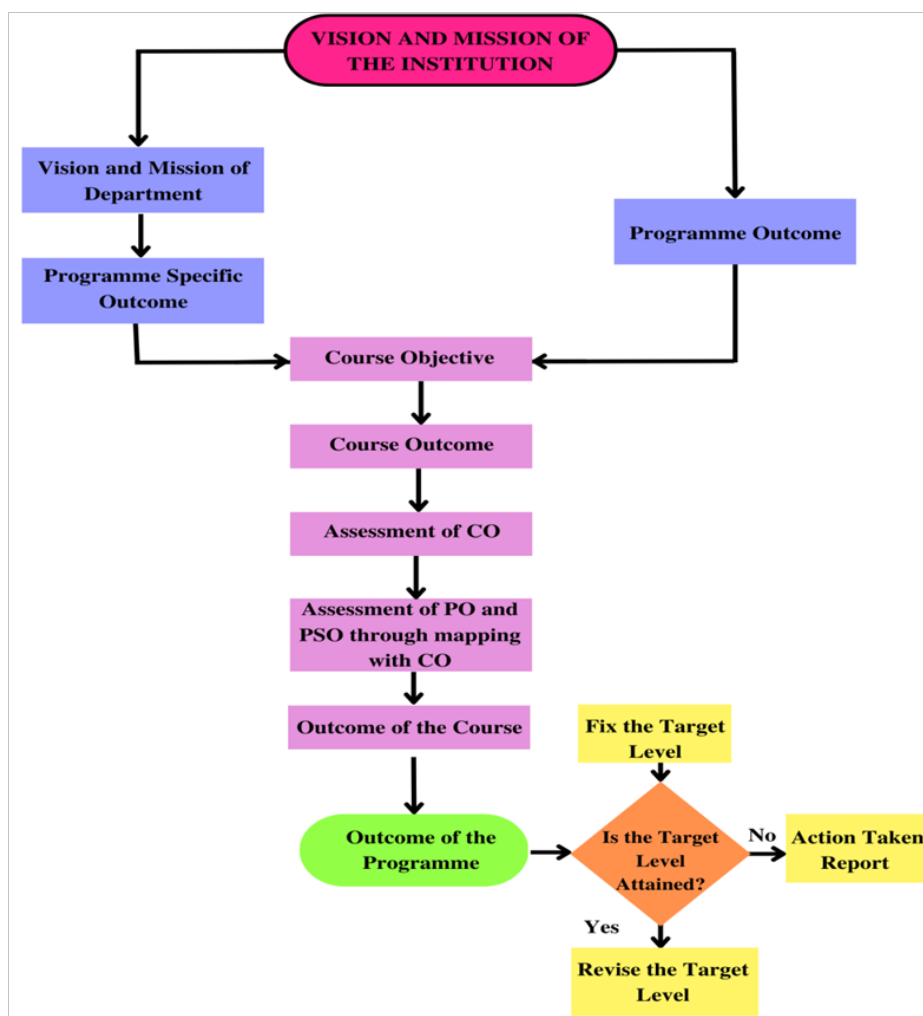 VISION AND MISSION OF
THE INSTITUTION
Vision and Mission of
Department
Programme Outcome
Programme Specific
Outcome
Course Objective
Course Outcome
Assessment of CO
Assessment of PO and
PSO through mapping
with CO
Outcome of the Course
Fix the Target
Level
Outcome of the
Programme
Is the Target
Level
Attained?
No
Action Taken
Report
Yes
Revise the Target
Level